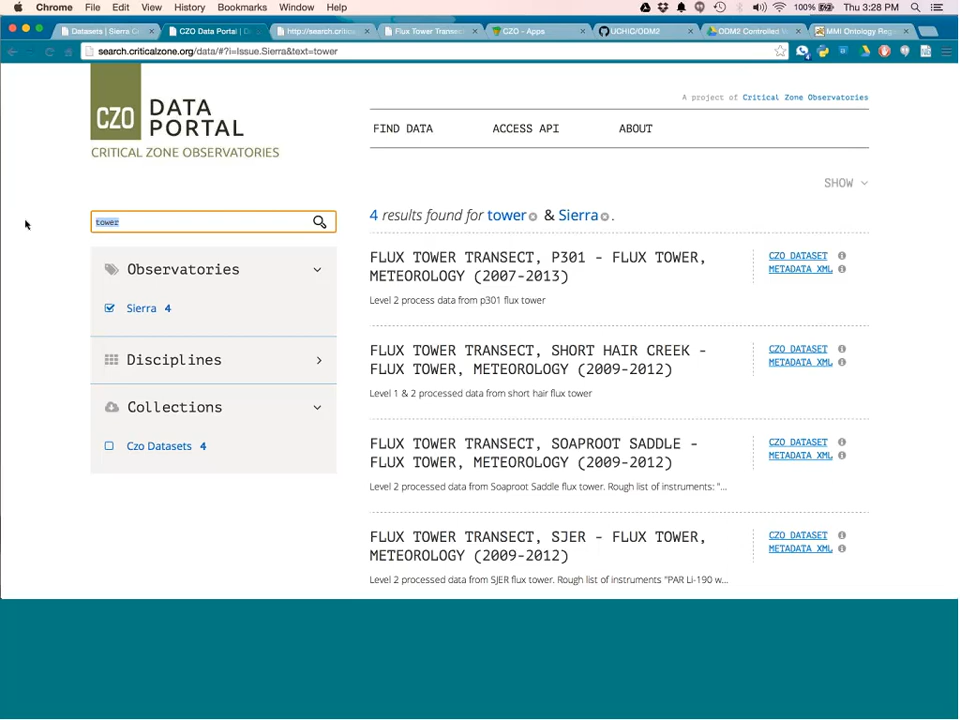 Chrome File Edit View History Bookmarks Window Help 100% Thu 3:28 PM
Datasets | Sierra C CZO Data Portal | D http://search.critica Flux Tower Transec CZO - Apps UCHIC/ODM2 ODM2 Controlled V MMI Ontology Reg
search.criticalzone.org/data/#?i=Issue.Sierra&text=tower
CZO DATA PORTAL
CRITICAL ZONE OBSERVATORIES
A project of Critical Zone Observatories
FIND DATA ACCESS API ABOUT
SHOW
tower
Observatories
Sierra 4
Disciplines
Collections
Czo Datasets 4
4 results found for tower & Sierra .
FLUX TOWER TRANSECT, P301 - FLUX TOWER,
METEOROLOGY (2007-2013)
Level 2 process data from p301 flux tower
CZO DATASET
METADATA XML
FLUX TOWER TRANSECT, SHORT HAIR CREEK -
FLUX TOWER, METEOROLOGY (2009-2012)
Level 1 & 2 processed data from short hair flux tower
CZO DATASET
METADATA XML
FLUX TOWER TRANSECT, SOAPROOT SADDLE -
FLUX TOWER, METEOROLOGY (2009-2012)
Level 2 processed data from Soaproot Saddle flux tower. Rough list of instruments: "...
CZO DATASET
METADATA XML
FLUX TOWER TRANSECT, SJER - FLUX TOWER,
METEOROLOGY (2009-2012)
Level 2 processed data from SJER flux tower. Rough list of instruments "PAR Li-190 w...
CZO DATASET
METADATA XML